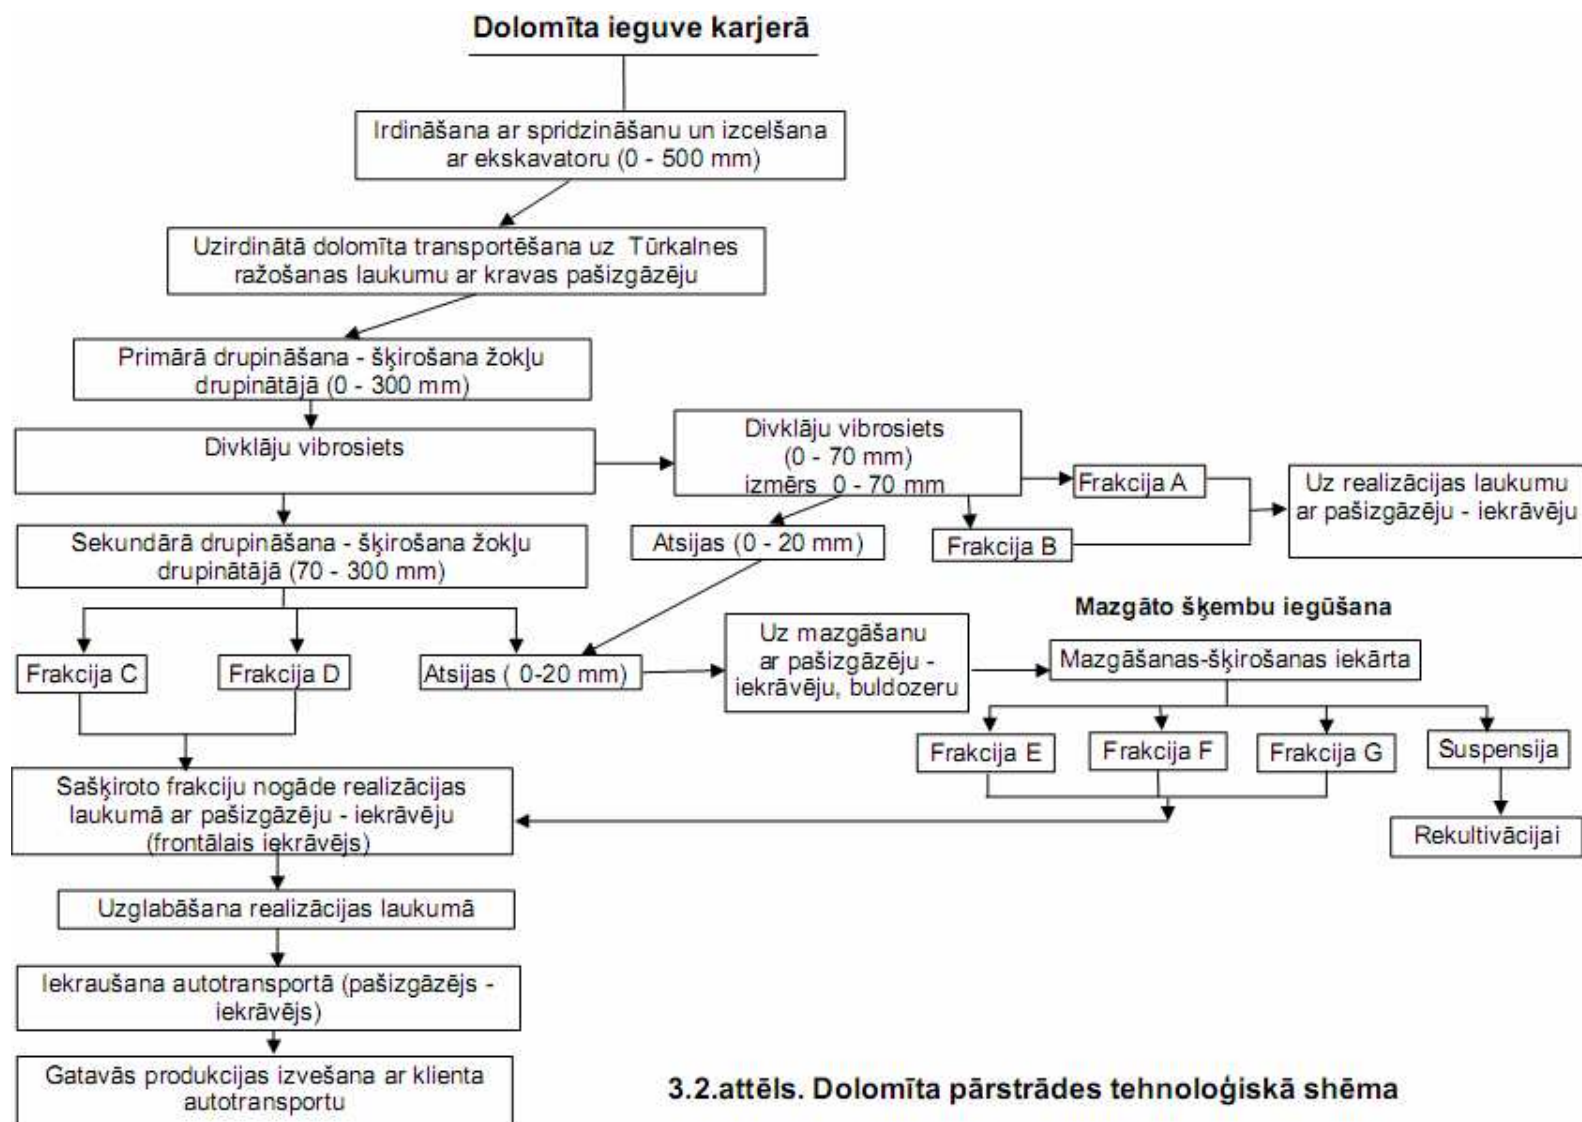 Dolomīta ieguve karjerā
Irdināšana ar spridzināšanu un izcelšana
ar ekskavatoru (0 - 500 mm)
Uzirdinātā dolomīta transportēšana uz Tūrkalnes
ražošanas laukumu ar kravas pašizgāzēju
Primārā drupināšana - šķirošana žokļu
drupinātājā (0 - 300 mm)
Divklāju vibrosiets
Divklāju vibrosiets
(0 - 70 mm)
izmērs 0 - 70 mm
Frakcija A
Uz realizācijas laukumu
ar pašizgāzēju - iekrāvēju
Sekundārā drupināšana - šķirošana žokļu
drupinātājā (70 - 300 mm)
Atsijas (0 - 20 mm)
Frakcija B
Mazgāto šķembu iegūšana
Frakcija C
Frakcija D
Atsijas ( 0-20 mm)
Uz mazgāšanu
ar pašizgāzēju -
iekrāvēju, buldozeru
Mazgāšanas-šķirošanas iekārta
Frakcija E
Frakcija F
Frakcija G
Suspensija
Rekultivācijai
Sašķiroto frakciju nogāde realizācijas
laukumā ar pašizgāzēju - iekrāvēju
(frontālais iekrāvējs)
Uzglabāšana realizācijas laukumā
Iekraušana autotransportā (pašizgāzējs -
iekrāvējs)
Gatavās produkcijas izvešana ar klienta
autotransportu
3.2.attēls. Dolomīta pārstrādes tehnoloģiskā shēma